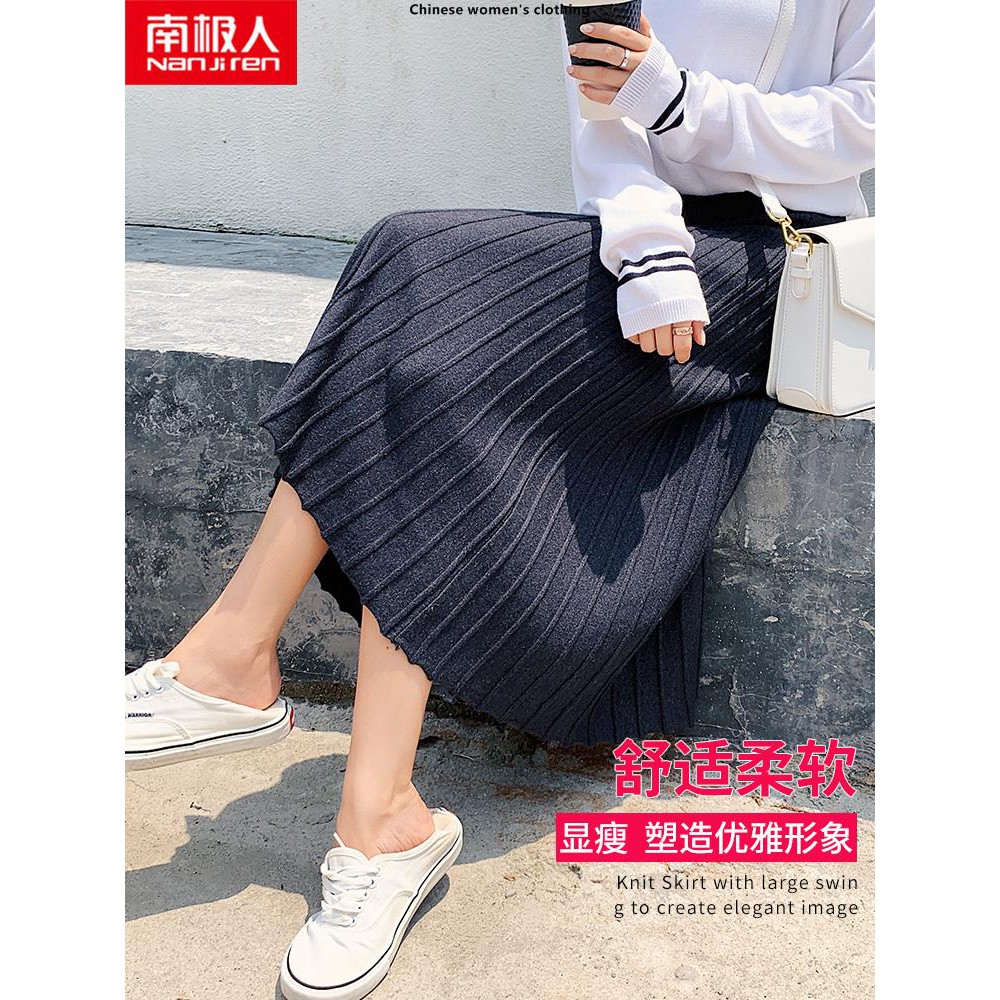 Chinese women's clothing
南极人
Nanjiren
WARRIOR
舒适柔软
显瘦 塑造优雅形象
Knit Skirt with large swin
g to create elegant image